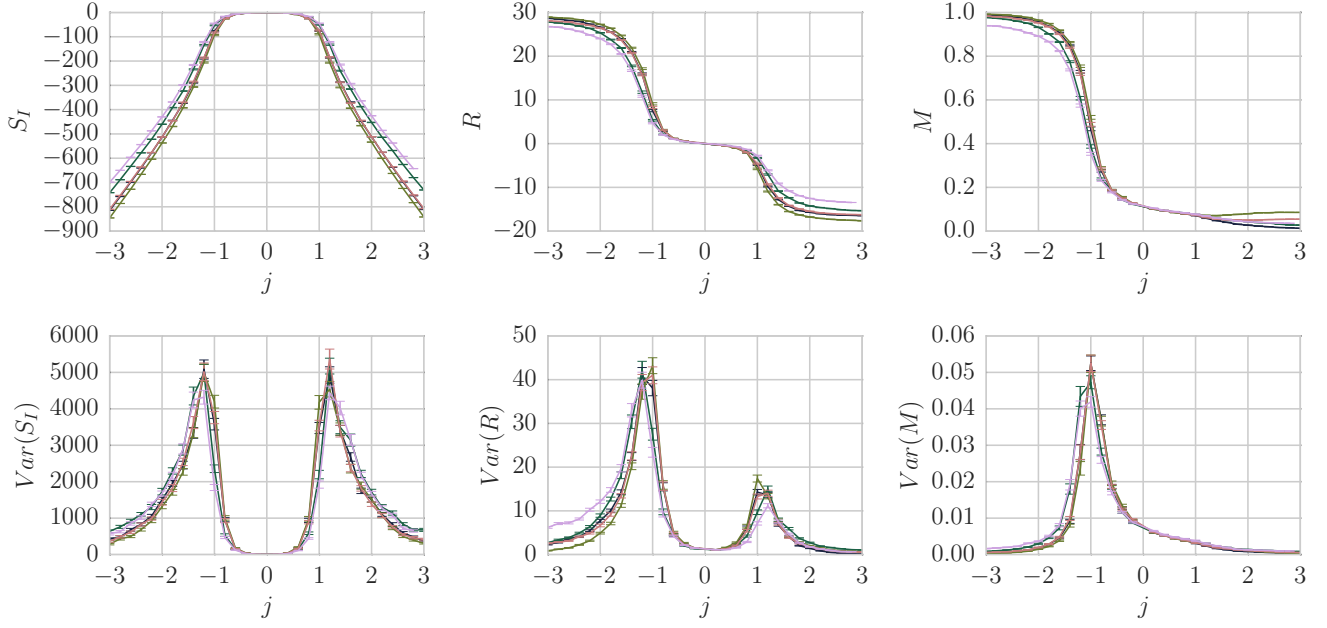 0
−100
−200
−300
−400
−500
−600
−700
−800
−900
S_I
−3 −2 −1 0 1 2 3
j
30
20
10
0
−10
−20
R
−3 −2 −1 0 1 2 3
j
1.0
0.8
0.6
0.4
0.2
0.0
M
−3 −2 −1 0 1 2 3
j
6000
5000
4000
3000
2000
1000
0
Var(S_I)
−3 −2 −1 0 1 2 3
j
50
40
30
20
10
0
Var(R)
−3 −2 −1 0 1 2 3
j
0.06
0.05
0.04
0.03
0.02
0.01
0.00
Var(M)
−3 −2 −1 0 1 2 3
j